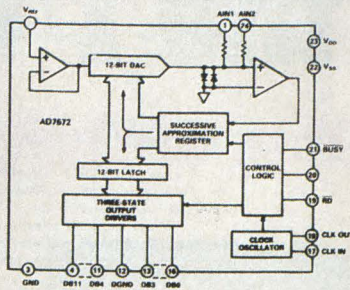 VREF
AIN1 AIN2
1 24
23 VDD
22 VSS
12-BIT DAC
AD7672
SUCCESSIVE
APPROXIMATION
REGISTER
21 BUSY
CONTROL
LOGIC
20
19 RD
12-BIT LATCH
THREE-STATE
OUTPUT
DRIVERS
CLOCK
OSCILLATOR
18 CLK OUT
17 CLK IN
3 4 11 12 13 16
GND DB11 DB4 DGND DB3 DB0